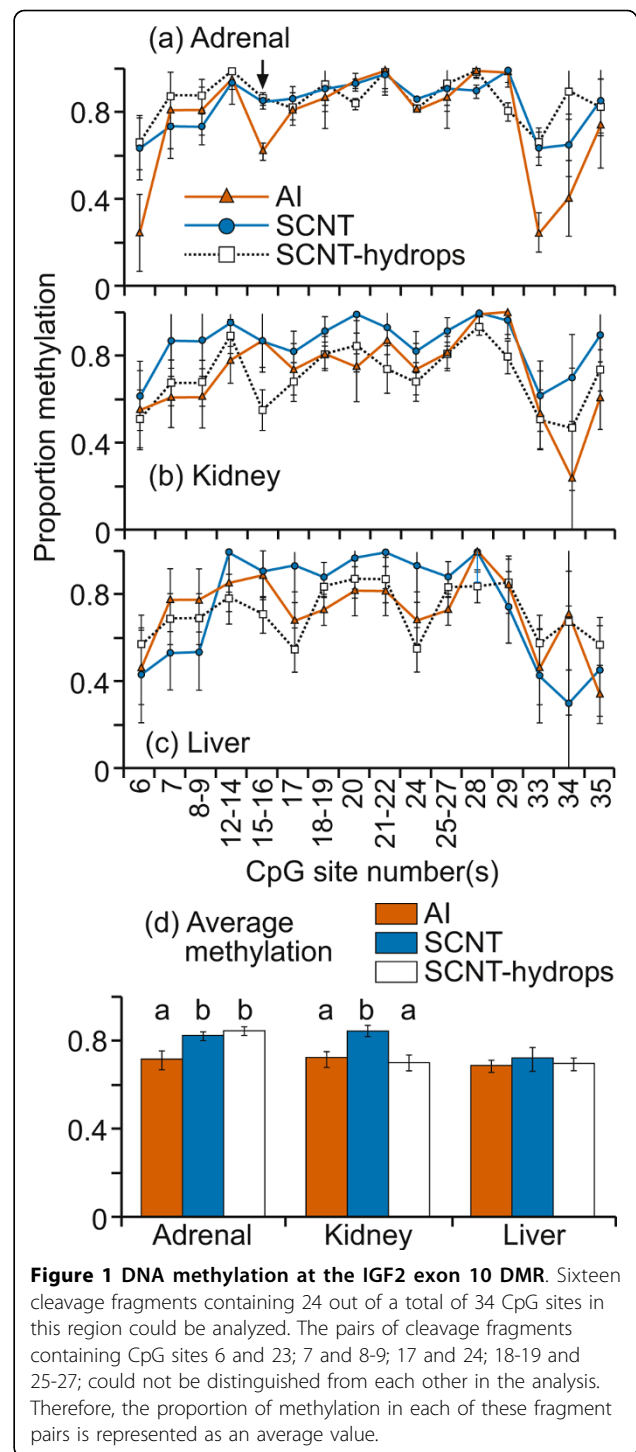 (a) Adrenal
0.8
0.4
0
AI
SCNT
SCNT-hydrops
Proportion methylation
0.8
0.4
0
(b) Kidney
0.8
0.4
0
(c) Liver
6
7
8-9
12-14
15-16
17
18-19
20
21-22
24
25-27
28
29
33
34
35
CpG site number(s)
(d) Average
methylation
AI
SCNT
SCNT-hydrops
a b b a b a
0.8
0.4
0
Adrenal Kidney Liver
Figure 1 DNA methylation at the IGF2 exon 10 DMR. Sixteen
cleavage fragments containing 24 out of a total of 34 CpG sites in
this region could be analyzed. The pairs of cleavage fragments
containing CpG sites 6 and 23; 7 and 8-9; 17 and 24; 18-19 and
25-27; could not be distinguished from each other in the analysis.
Therefore, the proportion of methylation in each of these fragment
pairs is represented as an average value.